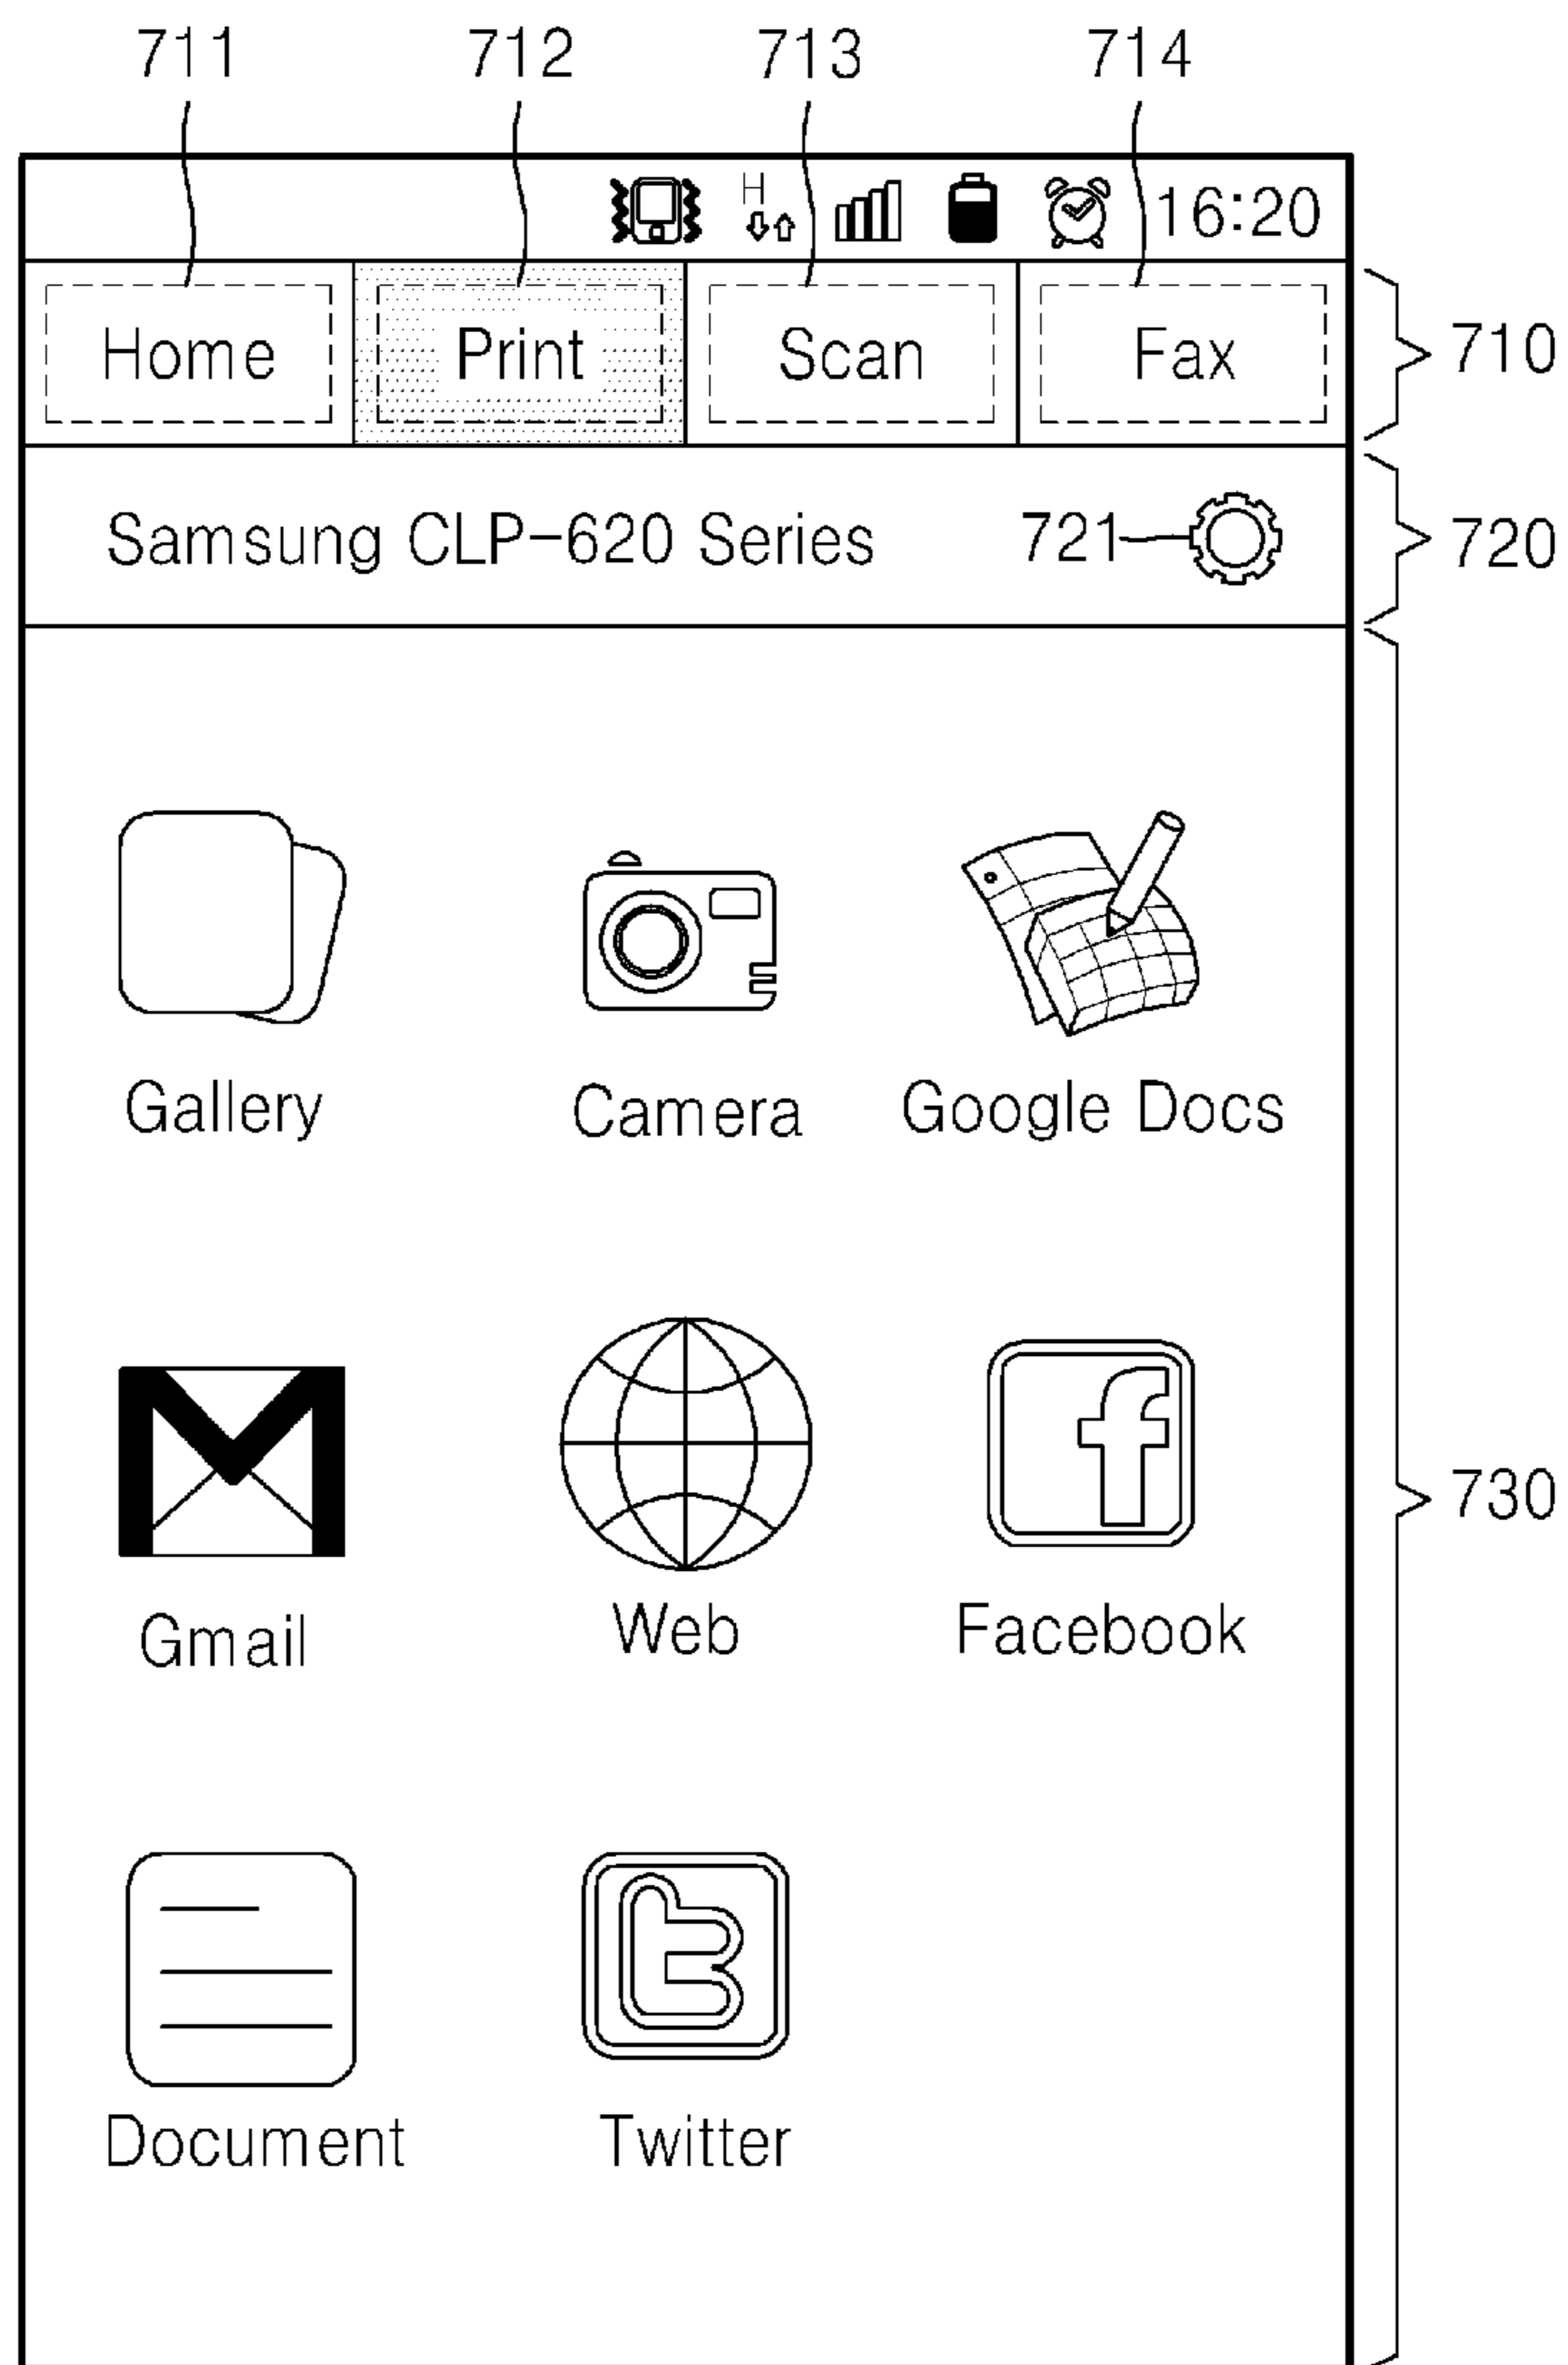 711 712 713 714
H 16:20
Home Print Scan Fax
710
Samsung CLP-620 Series 721
720
Gallery Camera Google Docs
Gmail Web Facebook
730
Document Twitter